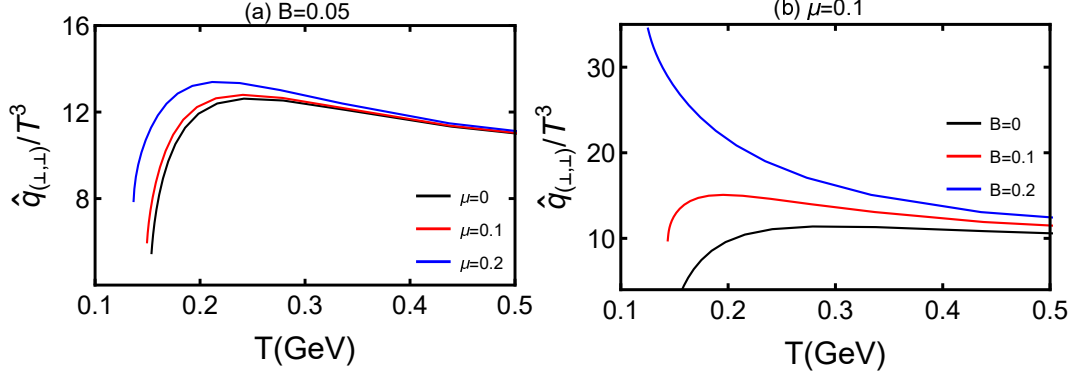 (a) B=0.05
16
12
8
q̂(⊥,⊥)/T³
0.1 0.2 0.3 0.4 0.5
T(GeV)
μ=0
μ=0.1
μ=0.2
(b) μ=0.1
30
20
10
q̂(⊥,⊥)/T³
0.1 0.2 0.3 0.4 0.5
T(GeV)
B=0
B=0.1
B=0.2